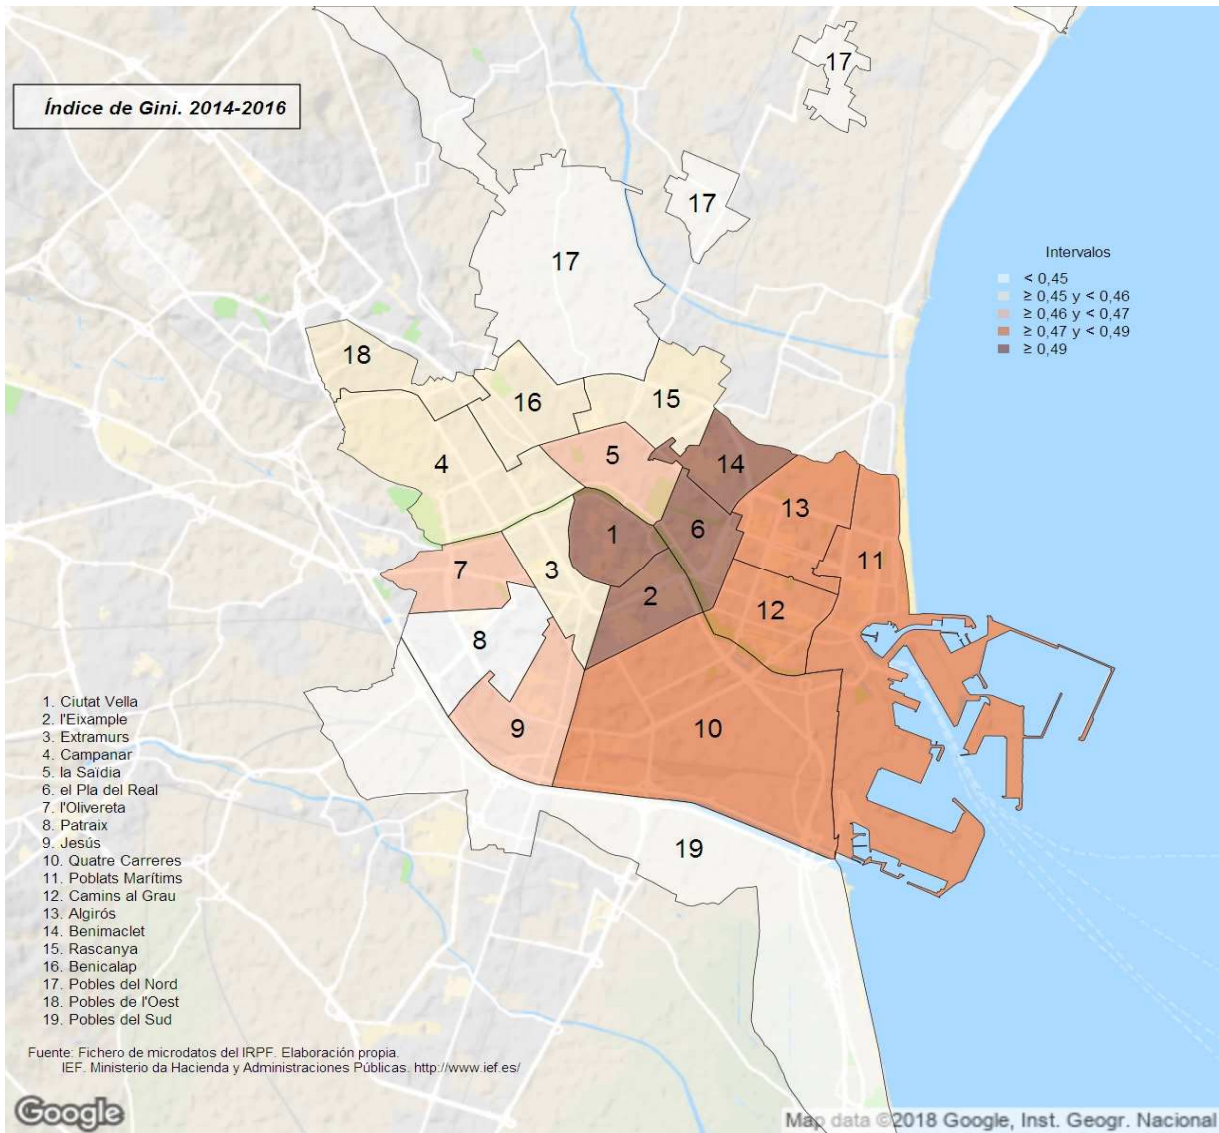 Índice de Gini. 2014-2016
17
17
17
Intervalos
< 0,45
≥ 0,45 y < 0,46
≥ 0,46 y < 0,47
≥ 0,47 y < 0,49
≥ 0,49
18
16
15
4
5
14
13
6
1
11
7
3
2
12
8
9
10
19
1. Ciutat Vella
2. l'Eixample
3. Extramurs
4. Campanar
5. la Saïdia
6. el Pla del Real
7. l'Olivereta
8. Patraix
9. Jesús
10. Quatre Carreres
11. Poblats Marítims
12. Camins al Grau
13. Algirós
14. Benimaclet
15. Rascanya
16. Benicalap
17. Pobles del Nord
18. Pobles de l'Oest
19. Pobles del Sud
Fuente: Fichero de microdatos del IRPF. Elaboración propia.
IEF. Ministerio da Hacienda y Administraciones Públicas. http://www.ief.es/
Google
Map data ©2018 Google, Inst. Geogr. Nacional